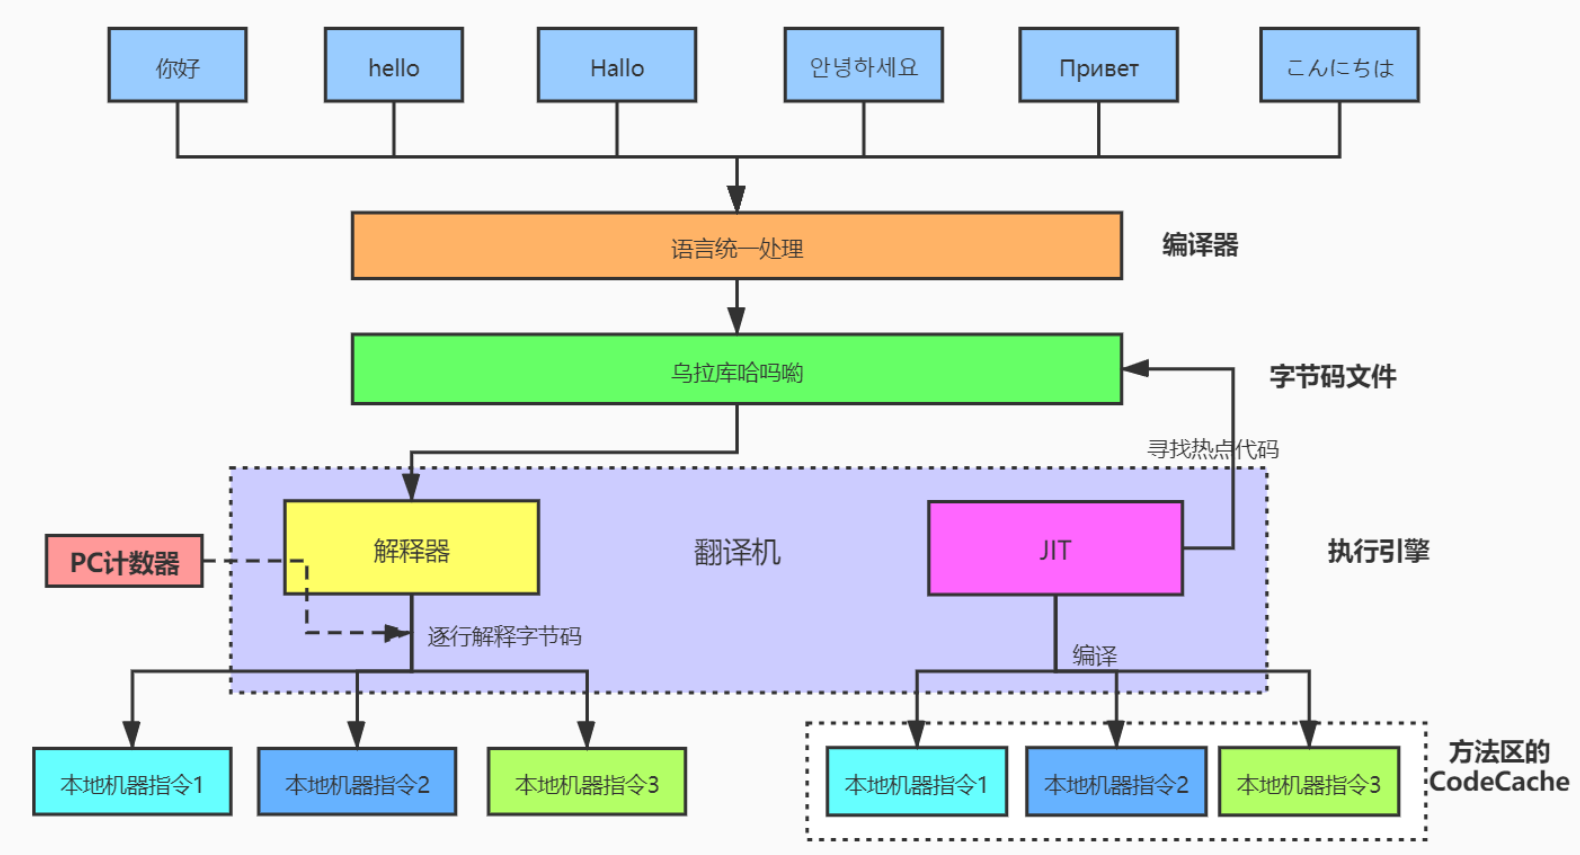 你好
hello
Hallo
안녕하세요
Привет
こんにちは
语言统一处理
编译器
乌拉库哈吗哟
字节码文件
寻找热点代码
PC计数器
解释器
翻译机
JIT
执行引擎
逐行解释字节码
编译
本地机器指令1
本地机器指令2
本地机器指令3
本地机器指令1
本地机器指令2
本地机器指令3
方法区的
CodeCache